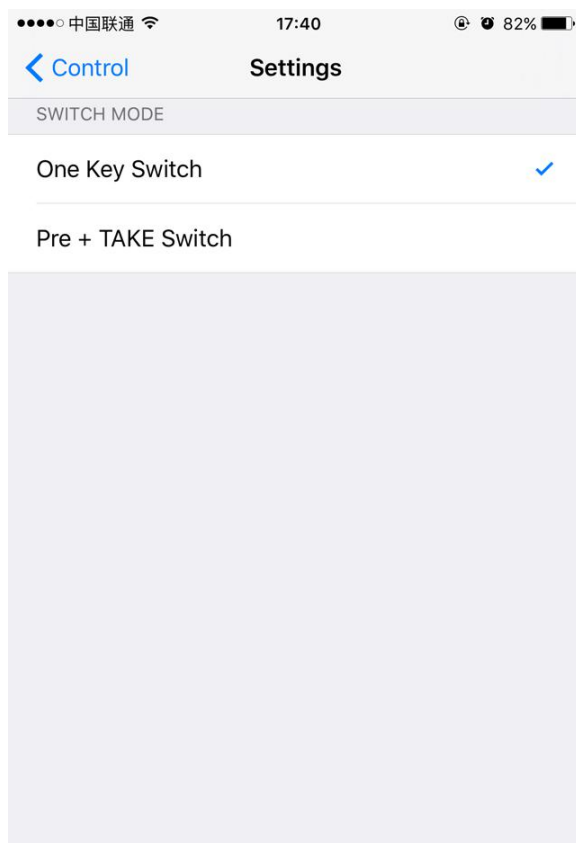 中国联通 17:40 82%
Control Settings
SWITCH MODE
One Key Switch
Pre + TAKE Switch